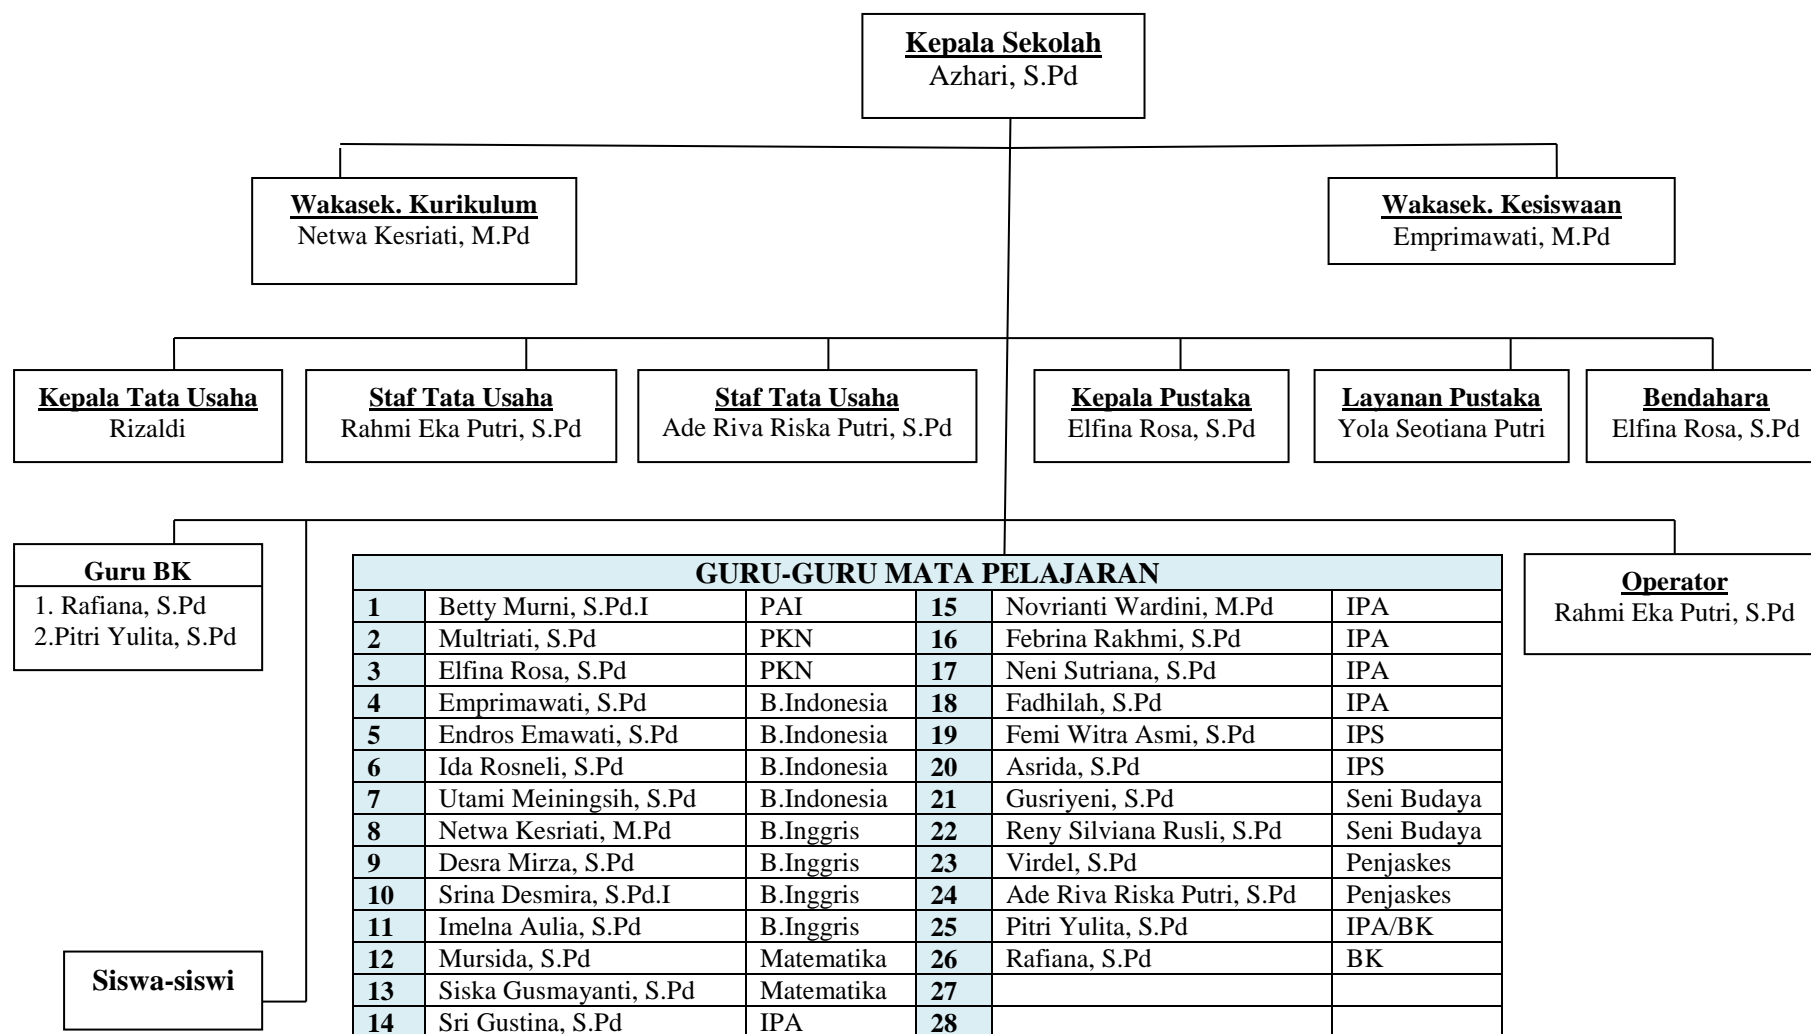 Kepala Sekolah
Azhari, S.Pd
Wakasek. Kurikulum
Netwa Kesriati, M.Pd
Wakasek. Kesiswaan
Emprimawati, M.Pd
Kepala Tata Usaha
Rizaldi
Staf Tata Usaha
Rahmi Eka Putri, S.Pd
Staf Tata Usaha
Ade Riva Riska Putri, S.Pd
Kepala Pustaka
Elfina Rosa, S.Pd
Layanan Pustaka
Yola Seotiana Putri
Bendahara
Elfina Rosa, S.Pd
Guru BK
1. Rafiana, S.Pd
2.Pitri Yulita, S.Pd
GURU-GURU MATA PELAJARAN
1 Betty Murni, S.Pd.I PAI 15 Novrianti Wardini, M.Pd IPA
2 Multriati, S.Pd PKN 16 Febrina Rakhmi, S.Pd IPA
3 Elfina Rosa, S.Pd PKN 17 Neni Sutriana, S.Pd IPA
4 Emprimawati, S.Pd B.Indonesia 18 Fadhilah, S.Pd IPA
5 Endros Emawati, S.Pd B.Indonesia 19 Femi Witra Asmi, S.Pd IPS
6 Ida Rosneli, S.Pd B.Indonesia 20 Asrida, S.Pd IPS
7 Utami Meiningsih, S.Pd B.Indonesia 21 Gusriyeni, S.Pd Seni Budaya
8 Netwa Kesriati, M.Pd B.Inggris 22 Reny Silviana Rusli, S.Pd Seni Budaya
9 Desra Mirza, S.Pd B.Inggris 23 Virdel, S.Pd Penjaskes
10 Srina Desmira, S.Pd.I B.Inggris 24 Ade Riva Riska Putri, S.Pd Penjaskes
11 Imelna Aulia, S.Pd B.Inggris 25 Pitri Yulita, S.Pd IPA/BK
12 Mursida, S.Pd Matematika 26 Rafiana, S.Pd BK
13 Siska Gusmayanti, S.Pd Matematika 27
14 Sri Gustina, S.Pd IPA 28
Operator
Rahmi Eka Putri, S.Pd
Siswa-siswi